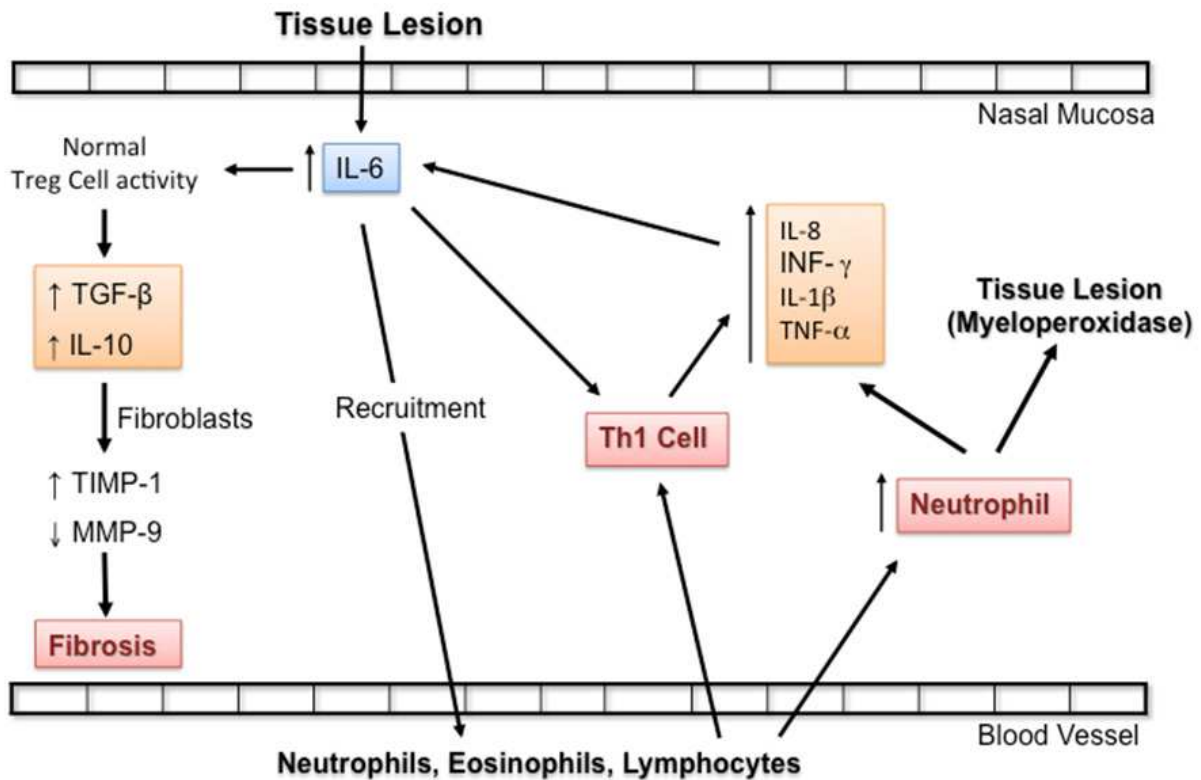 Tissue Lesion
Nasal Mucosa
Normal
Treg Cell activity
↑ IL-6
↑ TGF-β
↑ IL-10
Fibroblasts
↑ TIMP-1
↓ MMP-9
Fibrosis
Recruitment
Th1 Cell
↑ IL-8
INF- γ
IL-1β
TNF-α
Tissue Lesion
(Myeloperoxidase)
↑ Neutrophil
Blood Vessel
Neutrophils, Eosinophils, Lymphocytes